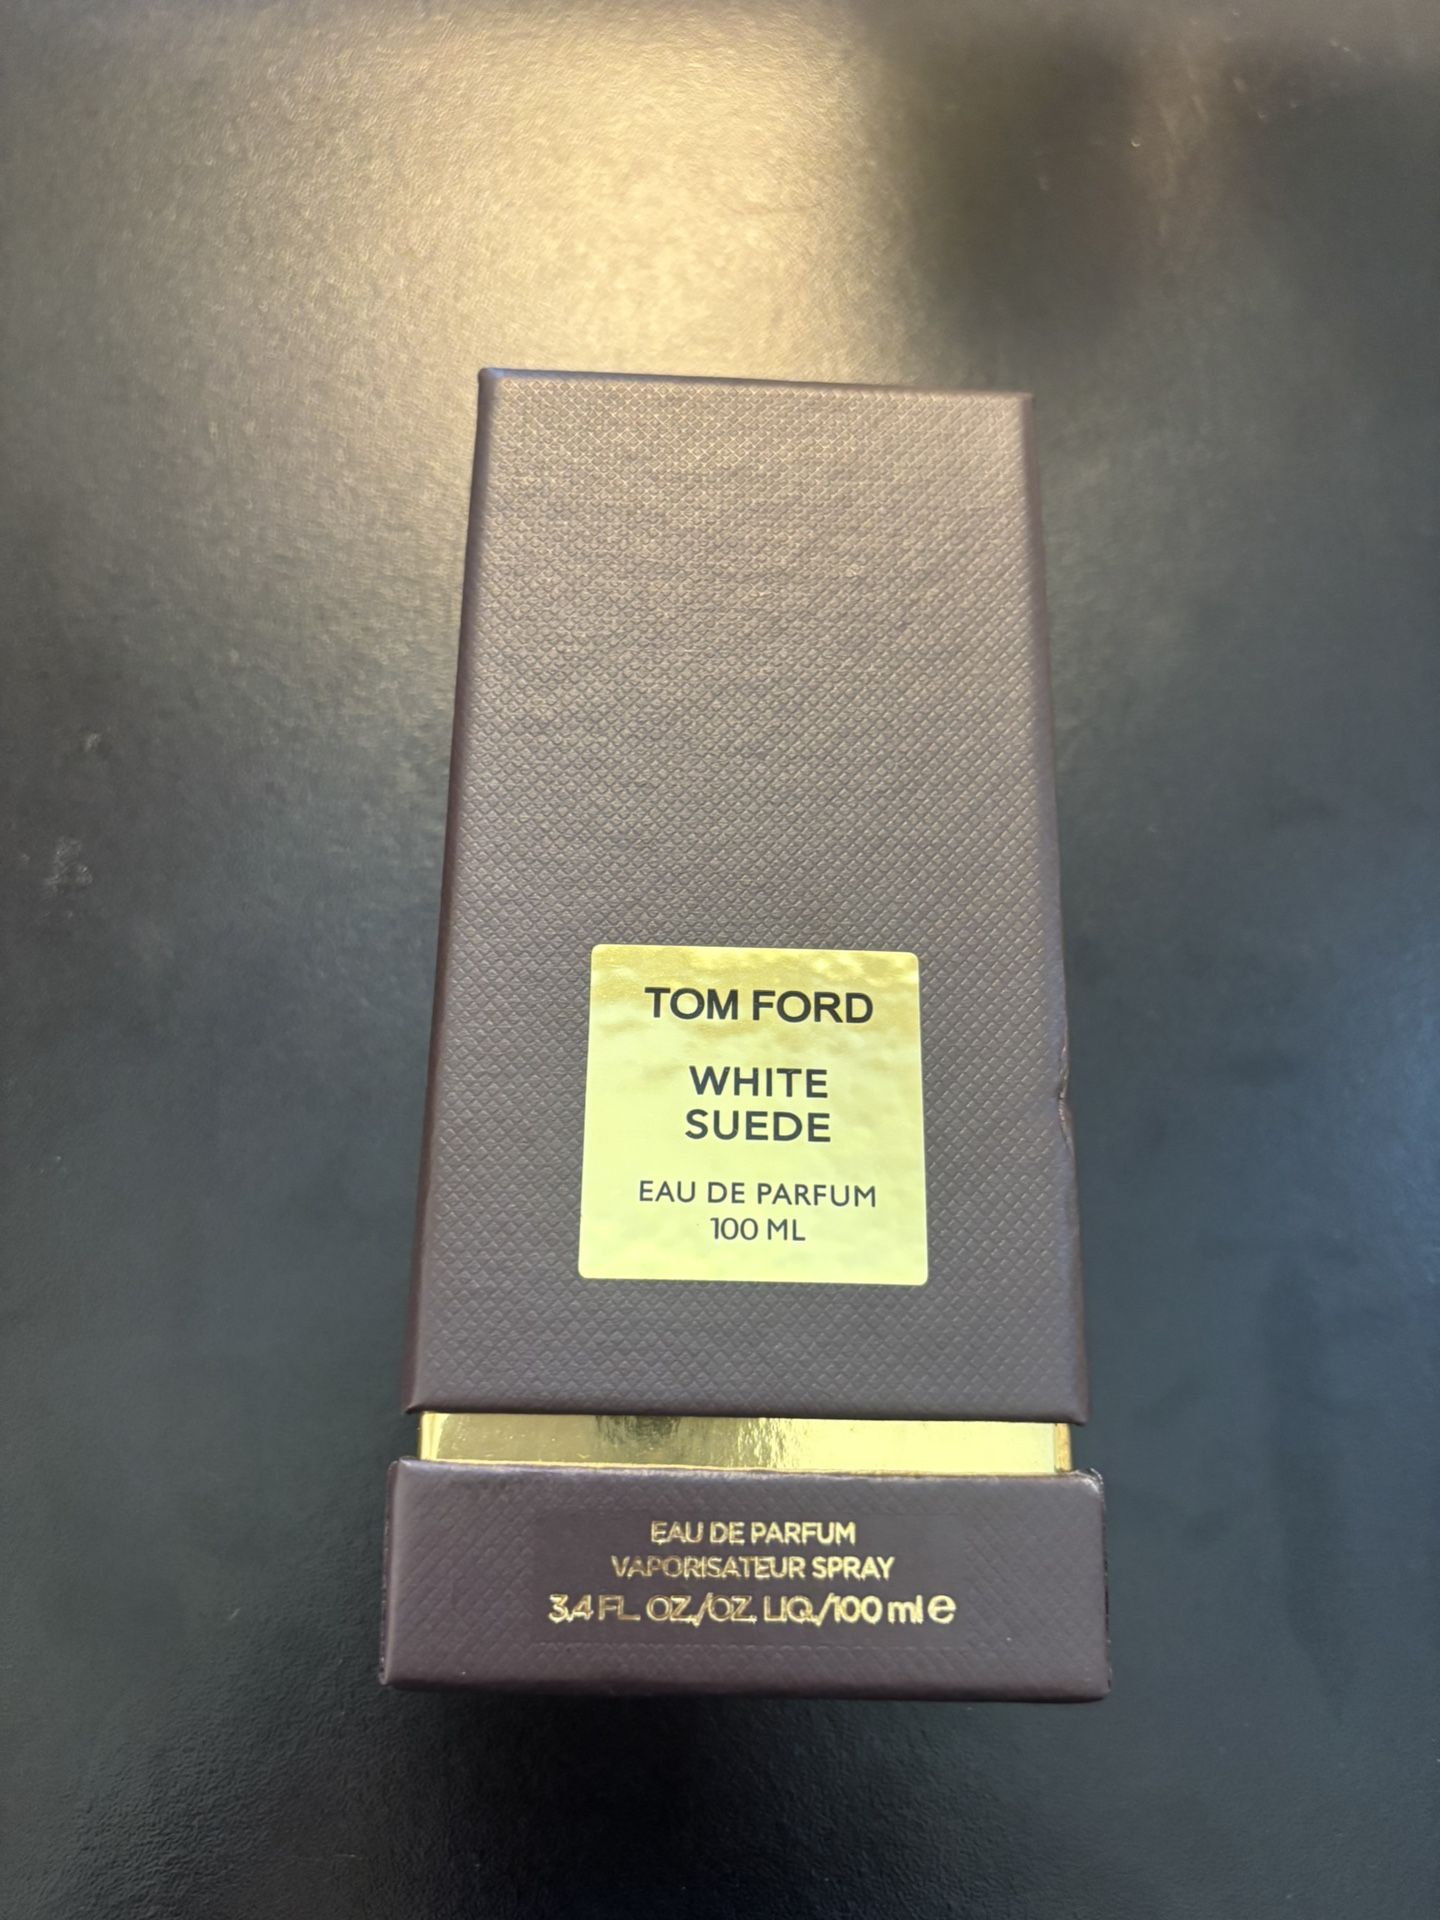 TOM FORD
WHITE
SUEDE
EAU DE PARFUM
100 ML
EAU DE PARFUM
VAPORISATEUR SPRAY
3.4 FL. OZ./OZ. LIQ./100 ml ℮